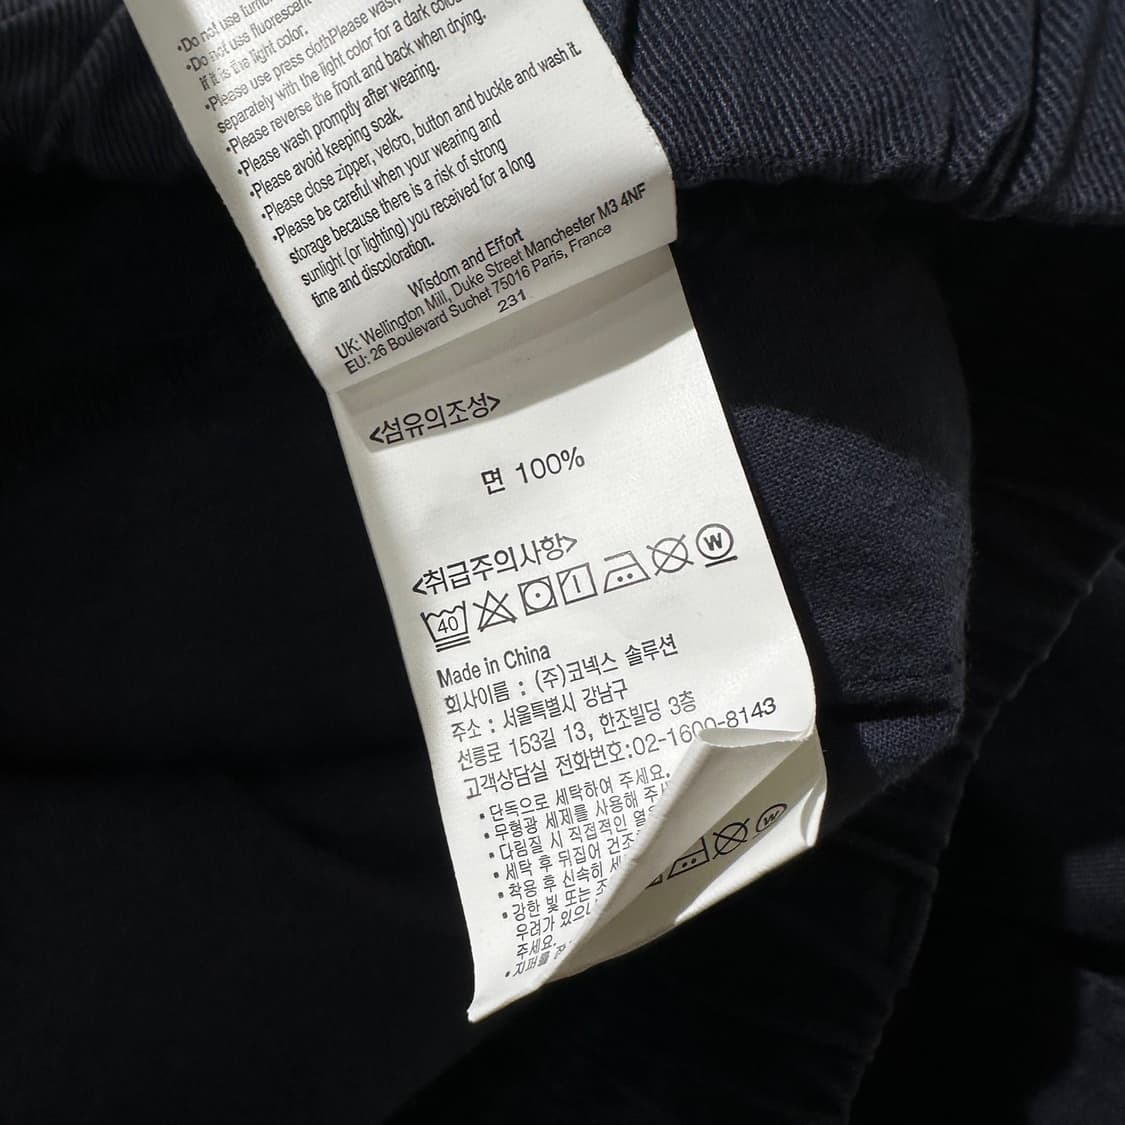 •Do not use
•Do not use fluorescent
if it is the light color.
•Please use press clothPlease wash
separately with the light color for a dark
•Please reverse the front and back when drying.
•Please wash promptly after wearing.
•Please avoid keeping soak.
•Please close zipper, velcro, button and buckle and wash it.
•Please be careful when your wearing and
storage because there is a risk of strong
sunlight (or lighting) you received for a long
time and discoloration.
Wisdom and Effort
UK: Wellington Mill, Duke Street Manchester M3 4NF
EU: 26 Boulevard Suchet 75016 Paris, France
231
<섬유의조성>
면 100%
<취급주의사항>
40
W
Made in China
회사이름 : (주)코넥스 솔루션
주소 : 서울특별시 강남구
선릉로 153길 13, 한조빌딩 3층
고객상담실 전화번호:02-1600-8143
• 단독으로 세탁하여 주세요.
• 무형광 세제를 사용해
• 다림질 시 직접적인
• 세탁 후 뒤집어
• 착용 후 신속히
• 강한 빛 또는
우려가
주세요.
• 지퍼를
W